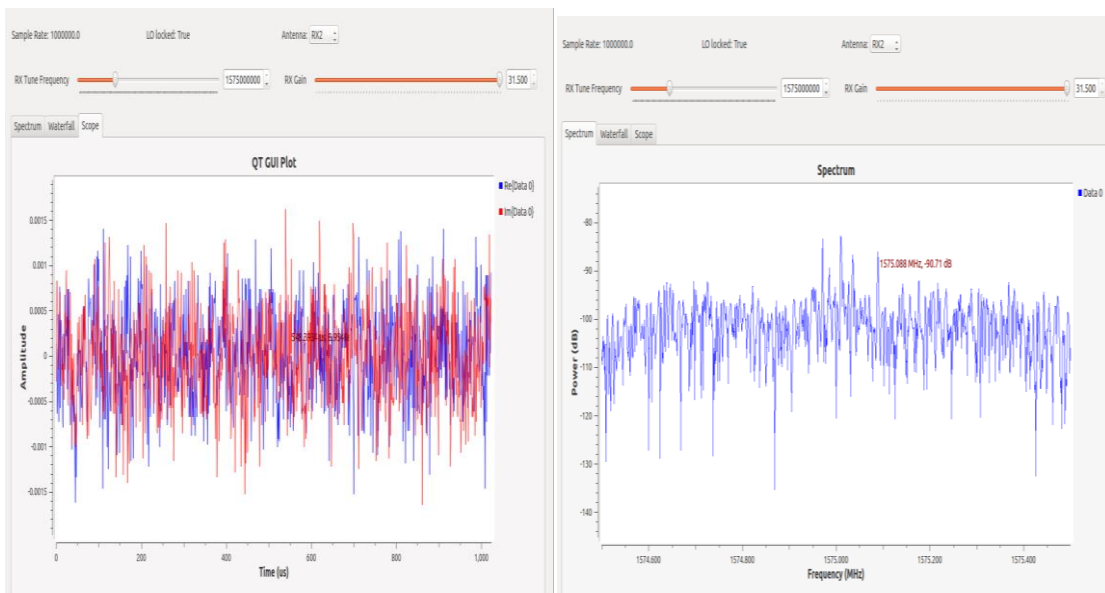 Sample Rate: 1000000.0 LO locked: True Antenna: RX2
RX Tune Frequency 1575000000 RX Gain 31.500
Spectrum Waterfall Scope
QT GUI Plot
Re{Data 0}
Im{Data 0}
0.0015
0.001
0.0005
0
-0.0005
-0.001
-0.0015
Amplitude
0 200 400 600 800 1,000
Time (us)
Sample Rate: 1000000.0 LO locked: True Antenna: RX2
RX Tune Frequency 1575000000 RX Gain 31.500
Spectrum Waterfall Scope
Spectrum
Data 0
-80
-90
-100
-110
-120
-130
-140
Power (dB)
1575.088 MHz, -90.71 dB
1574.600 1574.800 1575.000 1575.200 1575.400
Frequency (MHz)